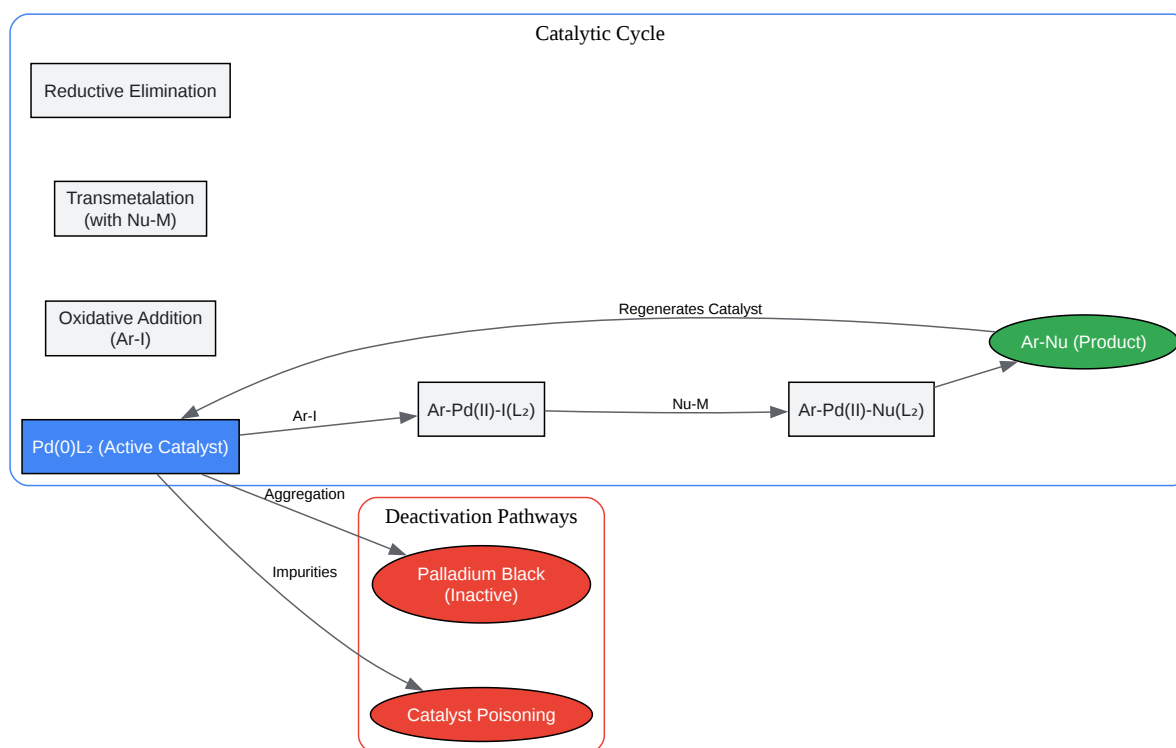 Catalytic Cycle
Reductive Elimination
Transmetalation
(with Nu-M)
Oxidative Addition
(Ar-I)
Regenerates Catalyst
Ar-Nu (Product)
Pd(0)L₂ (Active Catalyst)
Ar-I
Ar-Pd(II)-I(L₂)
Nu-M
Ar-Pd(II)-Nu(L₂)
Aggregation
Impurities
Deactivation Pathways
Palladium Black
(Inactive)
Catalyst Poisoning